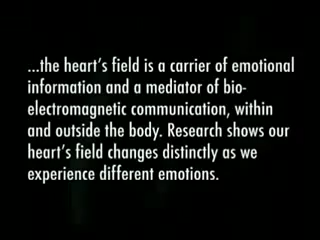 ...the heart's field is a carrier of emotional
information and a mediator of bio-
electromagnetic communication, within
and outside the body. Research shows our
heart's field changes distinctly as we
experience different emotions.